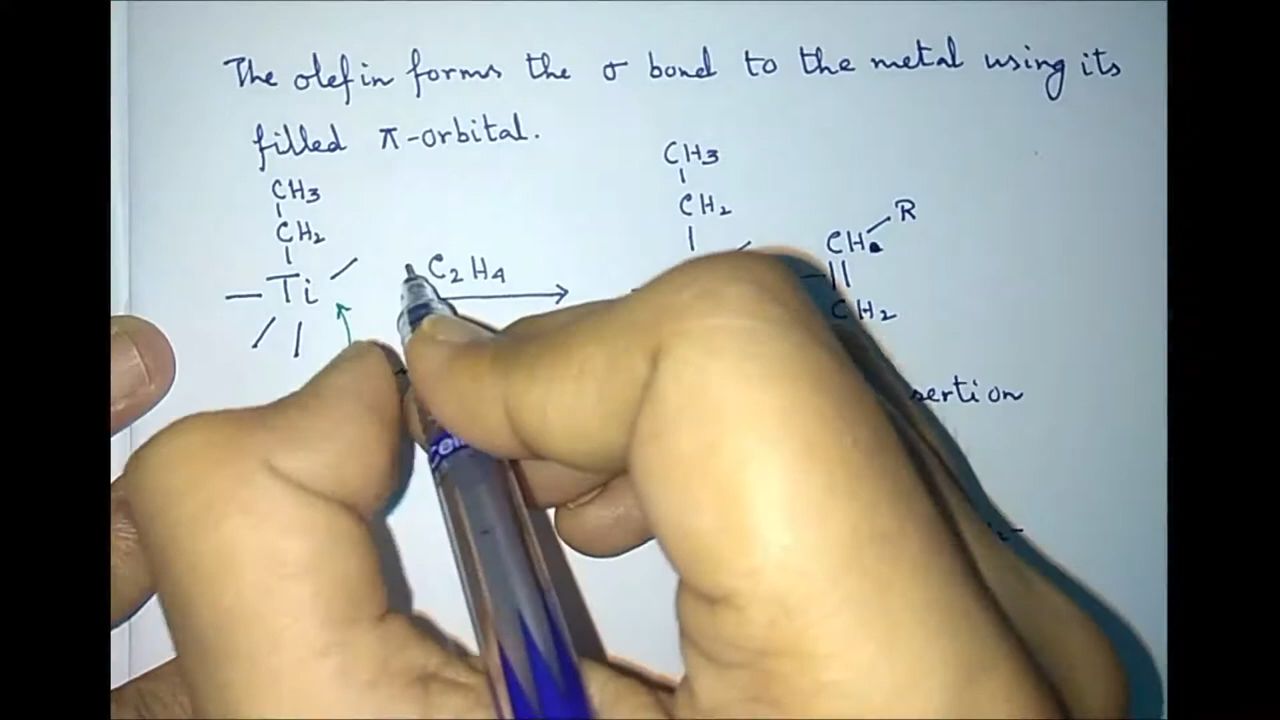 The olefin forms the σ bond to the metal using its
filled π-orbital.
CH3
CH2
Ti
C2H4
CH3
CH2
R
CH
CH2
sertion
cell